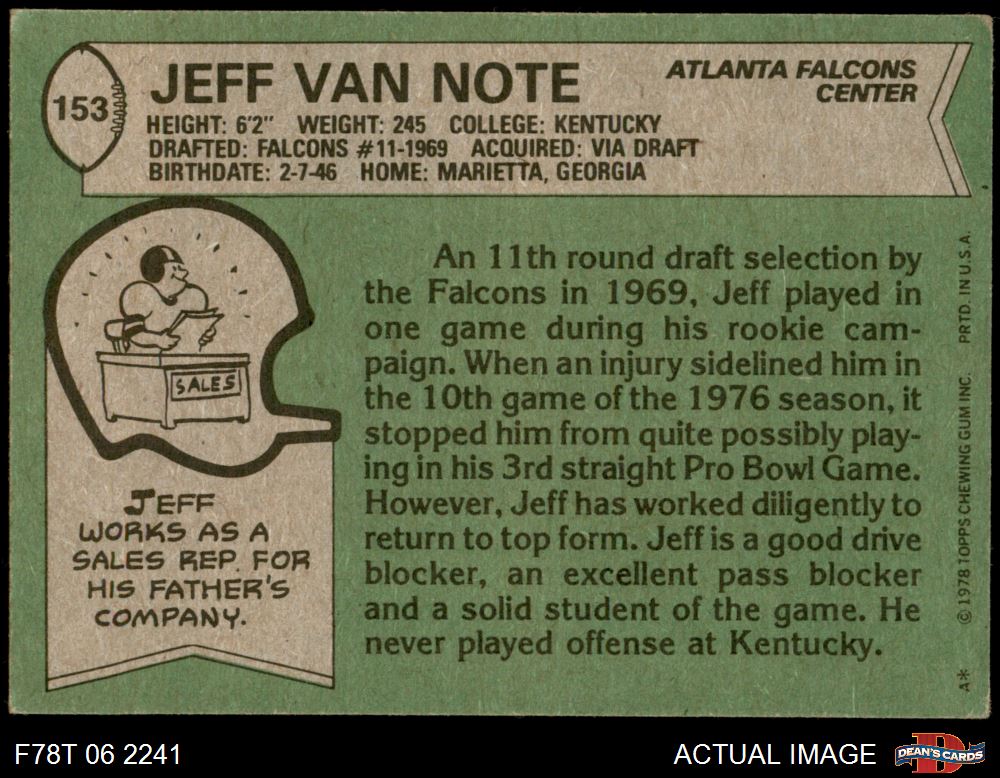 153
JEFF VAN NOTE
ATLANTA FALCONS
CENTER
HEIGHT: 6'2" WEIGHT: 245 COLLEGE: KENTUCKY
DRAFTED: FALCONS #11-1969 ACQUIRED: VIA DRAFT
BIRTHDATE: 2-7-46 HOME: MARIETTA, GEORGIA
SALES
JEFF
WORKS AS A
SALES REP. FOR
HIS FATHER'S
COMPANY.
An 11th round draft selection by
the Falcons in 1969, Jeff played in
one game during his rookie cam-
paign. When an injury sidelined him in
the 10th game of the 1976 season, it
stopped him from quite possibly play-
ing in his 3rd straight Pro Bowl Game.
However, Jeff has worked diligently to
return to top form. Jeff is a good drive
blocker, an excellent pass blocker
and a solid student of the game. He
never played offense at Kentucky.
A* © 1978 TOPPS CHEWING GUM INC. PRTD. IN U.S.A.
F78T 06 2241
ACTUAL IMAGE
D
DEAN'S CARDS